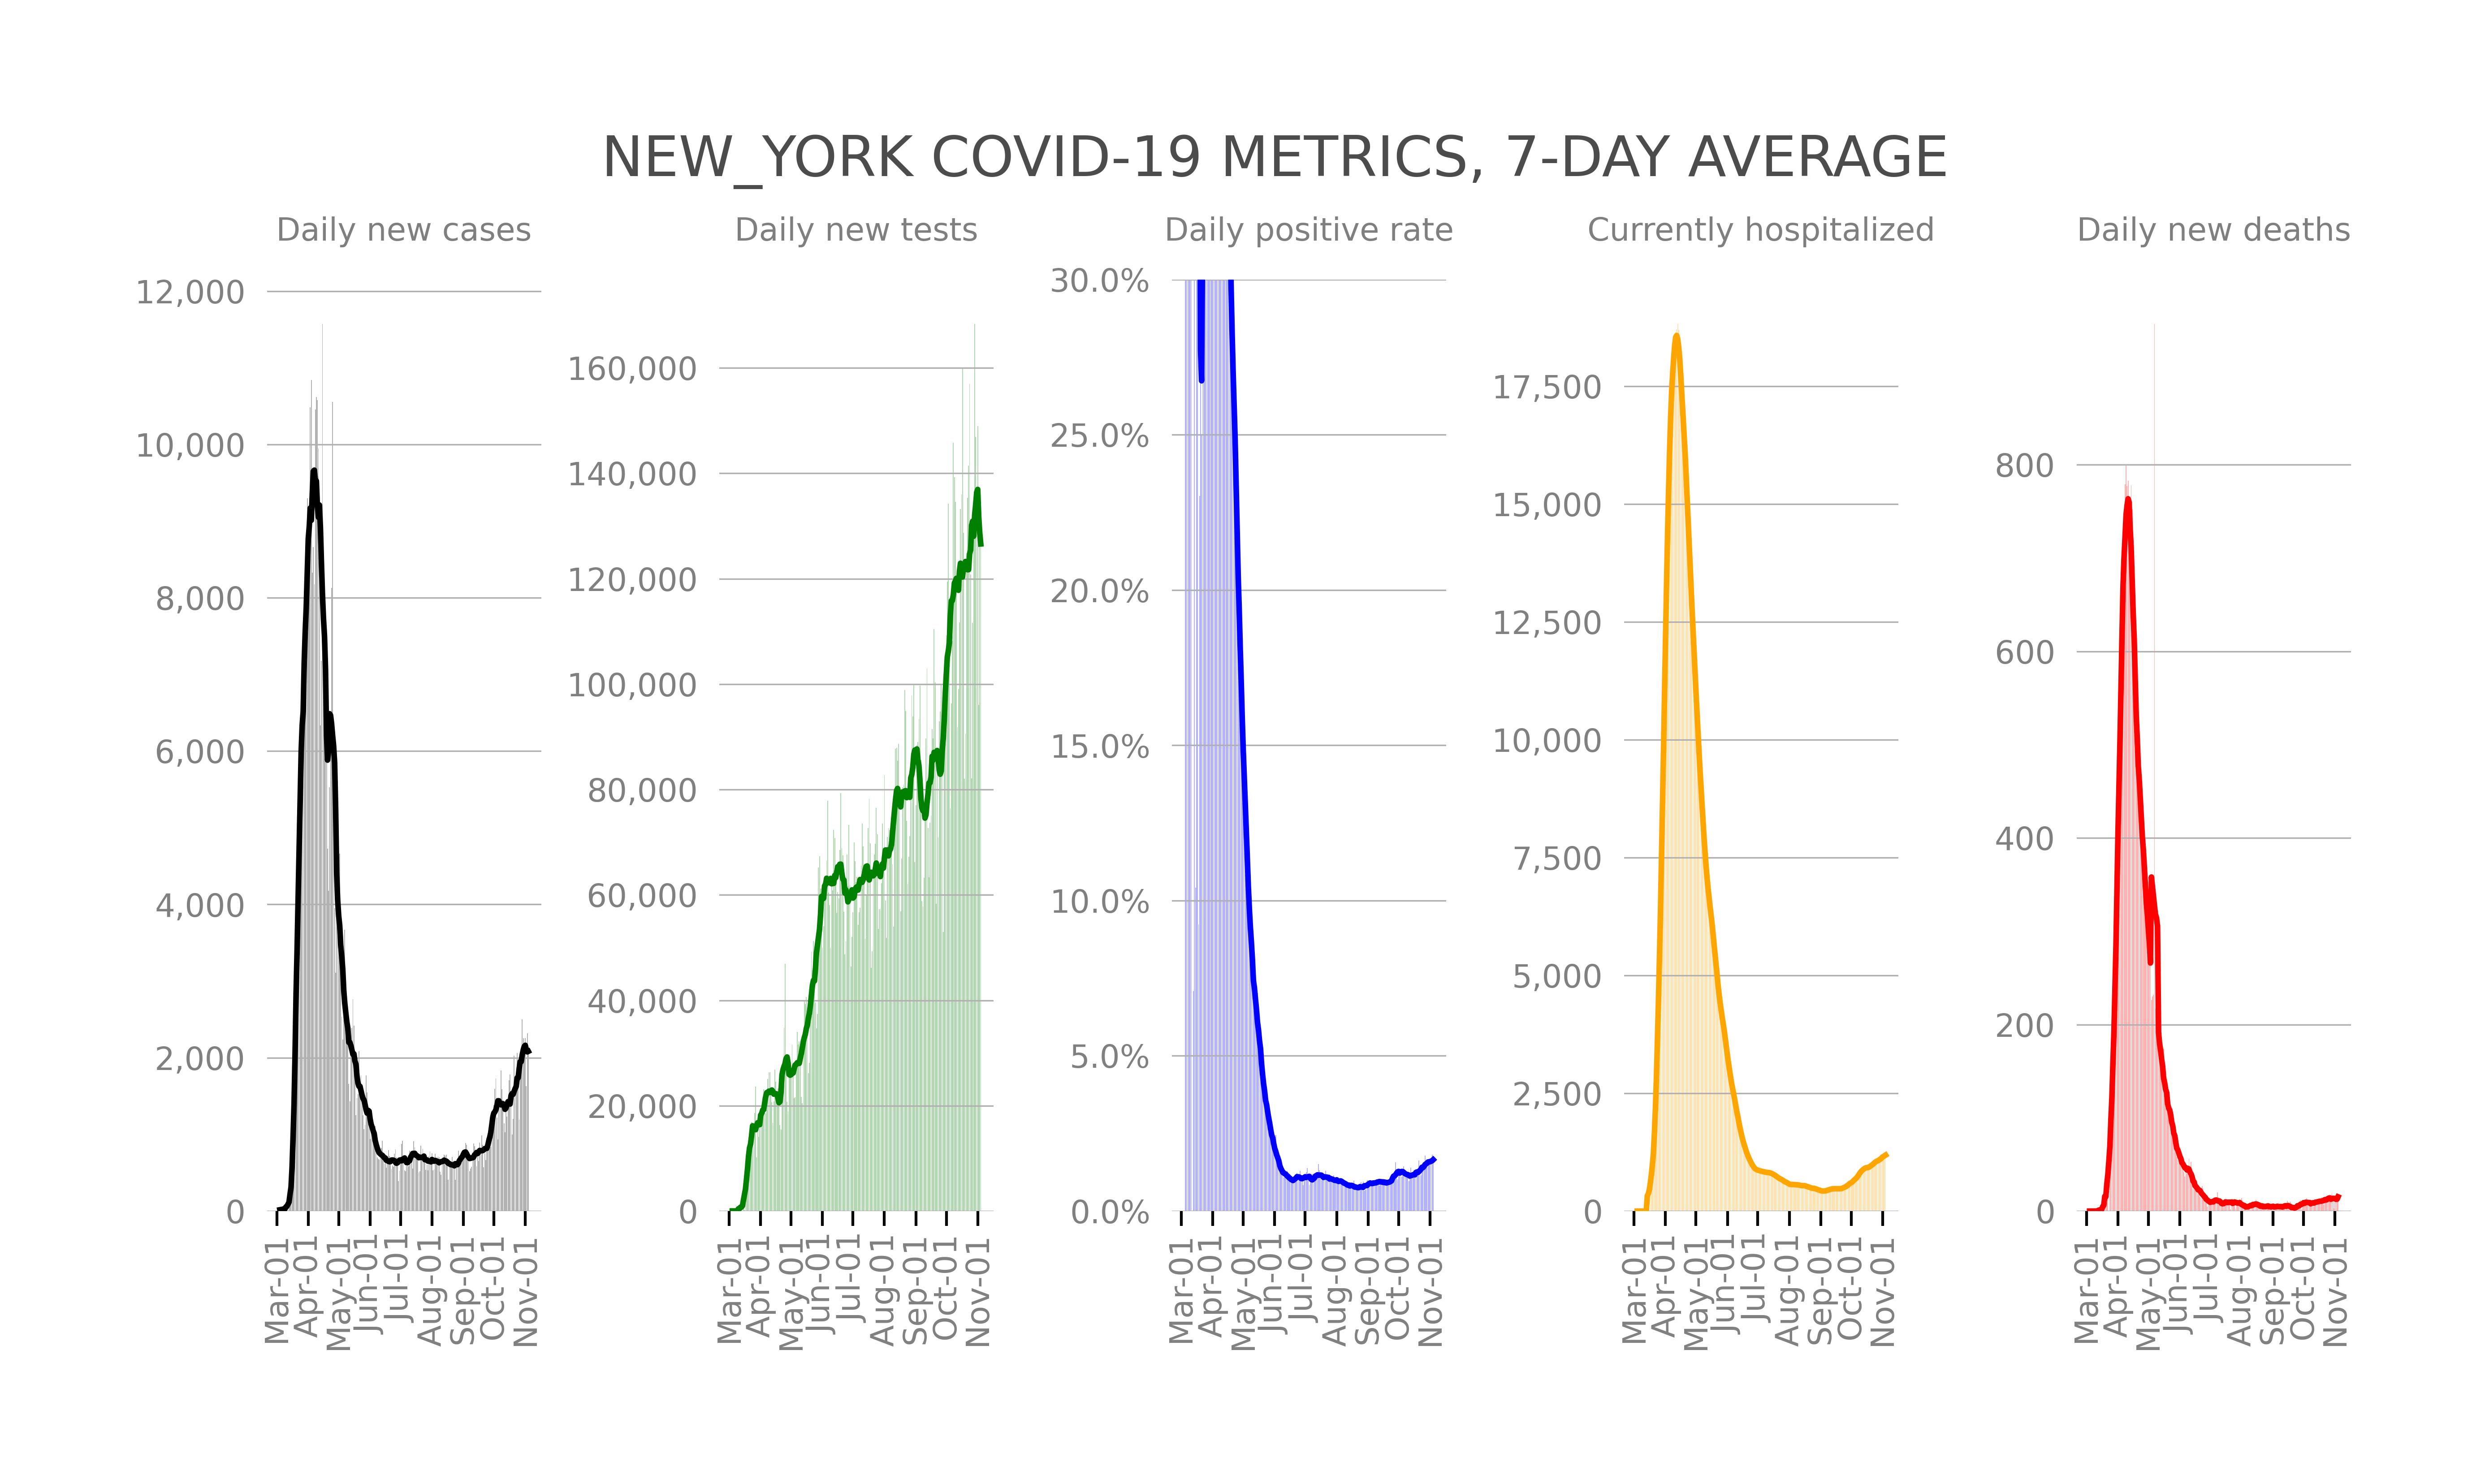 NEW_YORK COVID-19 METRICS, 7-DAY AVERAGE
Daily new cases
12,000
10,000
8,000
6,000
4,000
2,000
0
Mar-01
Apr-01
May-01
Jun-01
Jul-01
Aug-01
Sep-01
Oct-01
Nov-01
Daily new tests
160,000
140,000
120,000
100,000
80,000
60,000
40,000
20,000
0
Mar-01
Apr-01
May-01
Jun-01
Jul-01
Aug-01
Sep-01
Oct-01
Nov-01
Daily positive rate
30.0%
25.0%
20.0%
15.0%
10.0%
5.0%
0.0%
Mar-01
Apr-01
May-01
Jun-01
Jul-01
Aug-01
Sep-01
Oct-01
Nov-01
Currently hospitalized
17,500
15,000
12,500
10,000
7,500
5,000
2,500
0
Mar-01
Apr-01
May-01
Jun-01
Jul-01
Aug-01
Sep-01
Oct-01
Nov-01
Daily new deaths
800
600
400
200
0
Mar-01
Apr-01
May-01
Jun-01
Jul-01
Aug-01
Sep-01
Oct-01
Nov-01